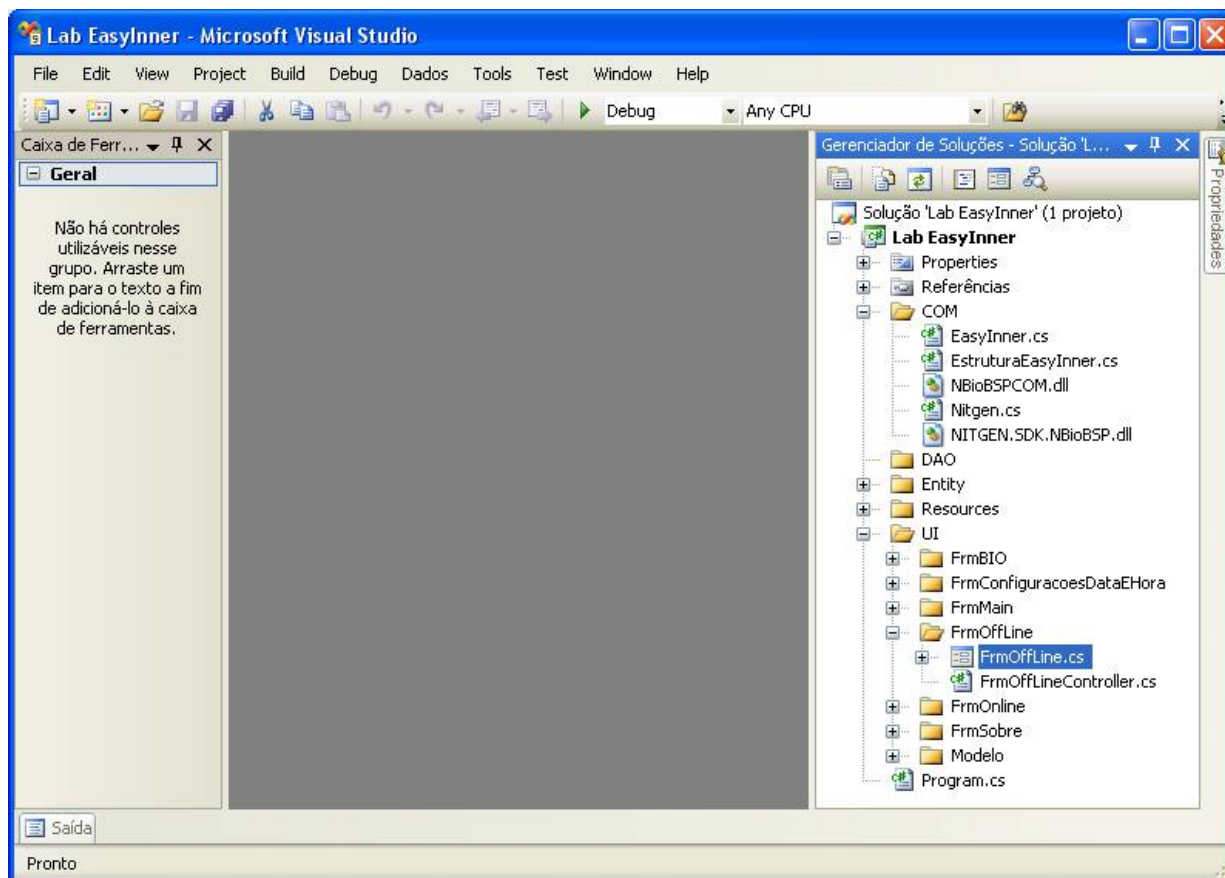 Lab EasyInner - Microsoft Visual Studio
File Edit View Project Build Debug Dados Tools Test Window Help
Debug Any CPU
Caixa de Ferr...
Geral
Não há controles
utilizáveis nesse
grupo. Arraste um
item para o texto a fim
de adicioná-lo à caixa
de ferramentas.
Gerenciador de Soluções - Solução 'L...
Solução 'Lab EasyInner' (1 projeto)
Lab EasyInner
Properties
Referências
COM
EasyInner.cs
EstruturaEasyInner.cs
NBioBSPCOM.dll
Nitgen.cs
NITGEN.SDK.NBioBSP.dll
DAO
Entity
Resources
UI
FrmBIO
FrmConfiguracoesDataEHora
FrmMain
FrmOffLine
FrmOffLine.cs
FrmOffLineController.cs
FrmOnline
FrmSobre
Modelo
Program.cs
Propriedades
Saída
Pronto